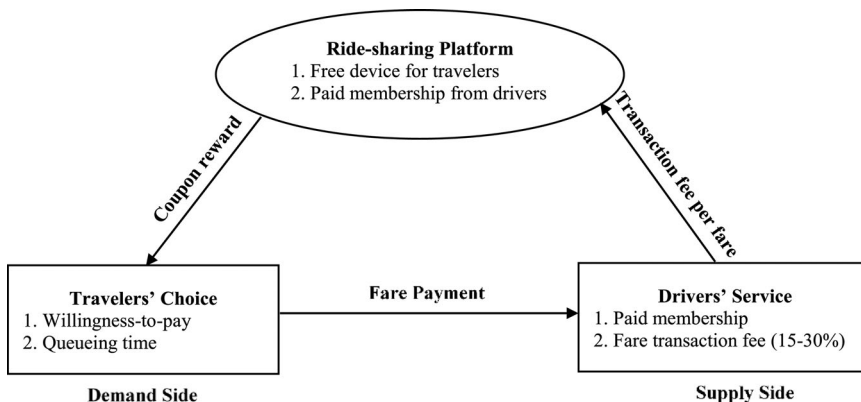 Ride-sharing Platform
1. Free device for travelers
2. Paid membership from drivers
Coupon reward
Transaction fee per fare
Travelers’ Choice
1. Willingness-to-pay
2. Queueing time
Fare Payment
Drivers’ Service
1. Paid membership
2. Fare transaction fee (15-30%)
Demand Side
Supply Side